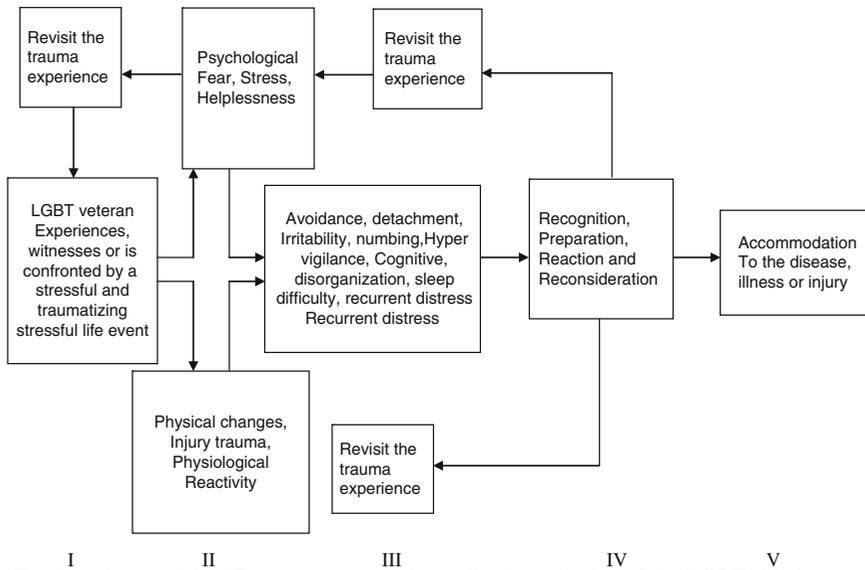 Revisit the
trauma
experience
Psychological
Fear, Stress,
Helplessness
Revisit the
trauma
experience
LGBT veteran
Experiences,
witnesses or is
confronted by a
stressful and
traumatizing
stressful life event
Avoidance, detachment,
Irritability, numbing,Hyper
vigilance, Cognitive,
disorganization, sleep
difficulty, recurrent distress
Recurrent distress
Recognition,
Preparation,
Reaction and
Reconsideration
Accommodation
To the disease,
illness or injury
Physical changes,
Injury trauma,
Physiological
Reactivity
Revisit the
trauma
experience
I II III IV V